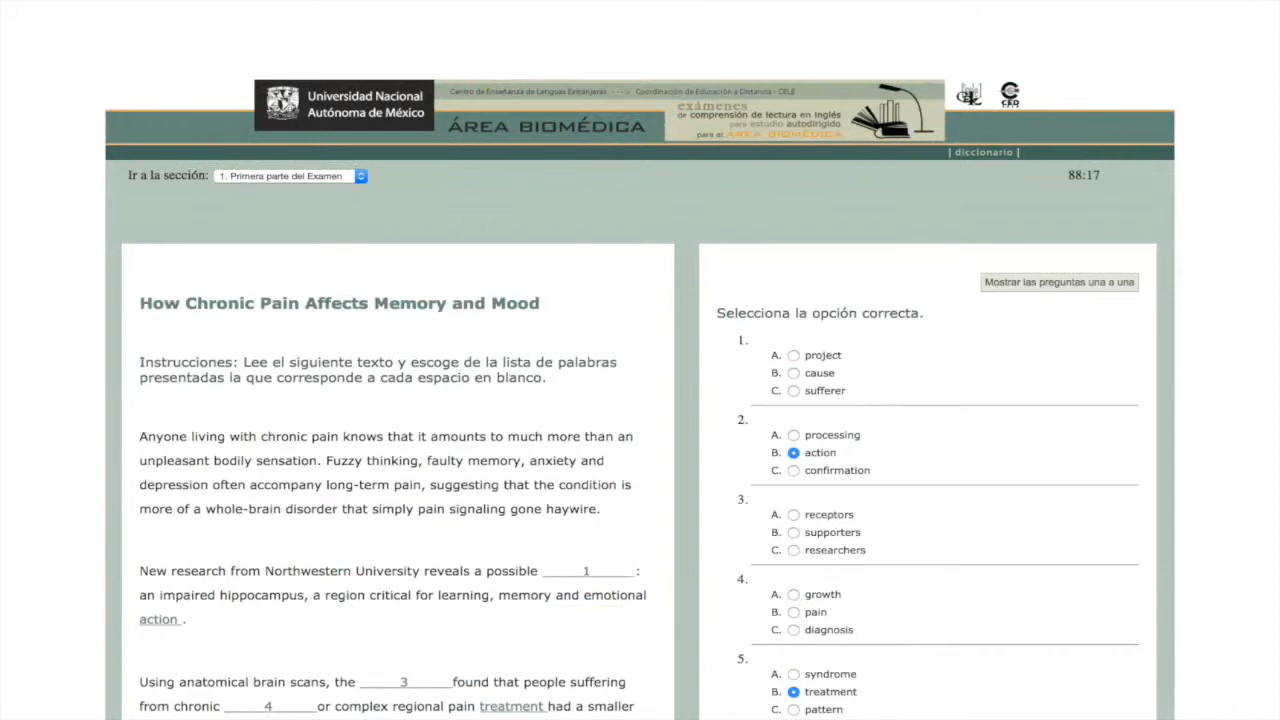 Universidad Nacional
Autónoma de México
Centro de Enseñanza de Lenguas Extranjeras ---> Coordinación de Educación a Distancia - CELE
ÁREA BIOMÉDICA
exámenes
de comprensión de lectura en inglés
para estudio autodirigido
para el ÁREA BIOMÉDICA
CED
| diccionario |
Ir a la sección: 1. Primera parte del Examen
88:17
How Chronic Pain Affects Memory and Mood
Instrucciones: Lee el siguiente texto y escoge de la lista de palabras
presentadas la que corresponde a cada espacio en blanco.
Anyone living with chronic pain knows that it amounts to much more than an
unpleasant bodily sensation. Fuzzy thinking, faulty memory, anxiety and
depression often accompany long-term pain, suggesting that the condition is
more of a whole-brain disorder that simply pain signaling gone haywire.
New research from Northwestern University reveals a possible ______1______ :
an impaired hippocampus, a region critical for learning, memory and emotional
action .
Using anatomical brain scans, the ______3______found that people suffering
from chronic ______4______or complex regional pain treatment had a smaller
Mostrar las preguntas una a una
Selecciona la opción correcta.
1.
A. project
B. cause
C. sufferer
2.
A. processing
B. action
C. confirmation
3.
A. receptors
B. supporters
C. researchers
4.
A. growth
B. pain
C. diagnosis
5.
A. syndrome
B. treatment
C. pattern